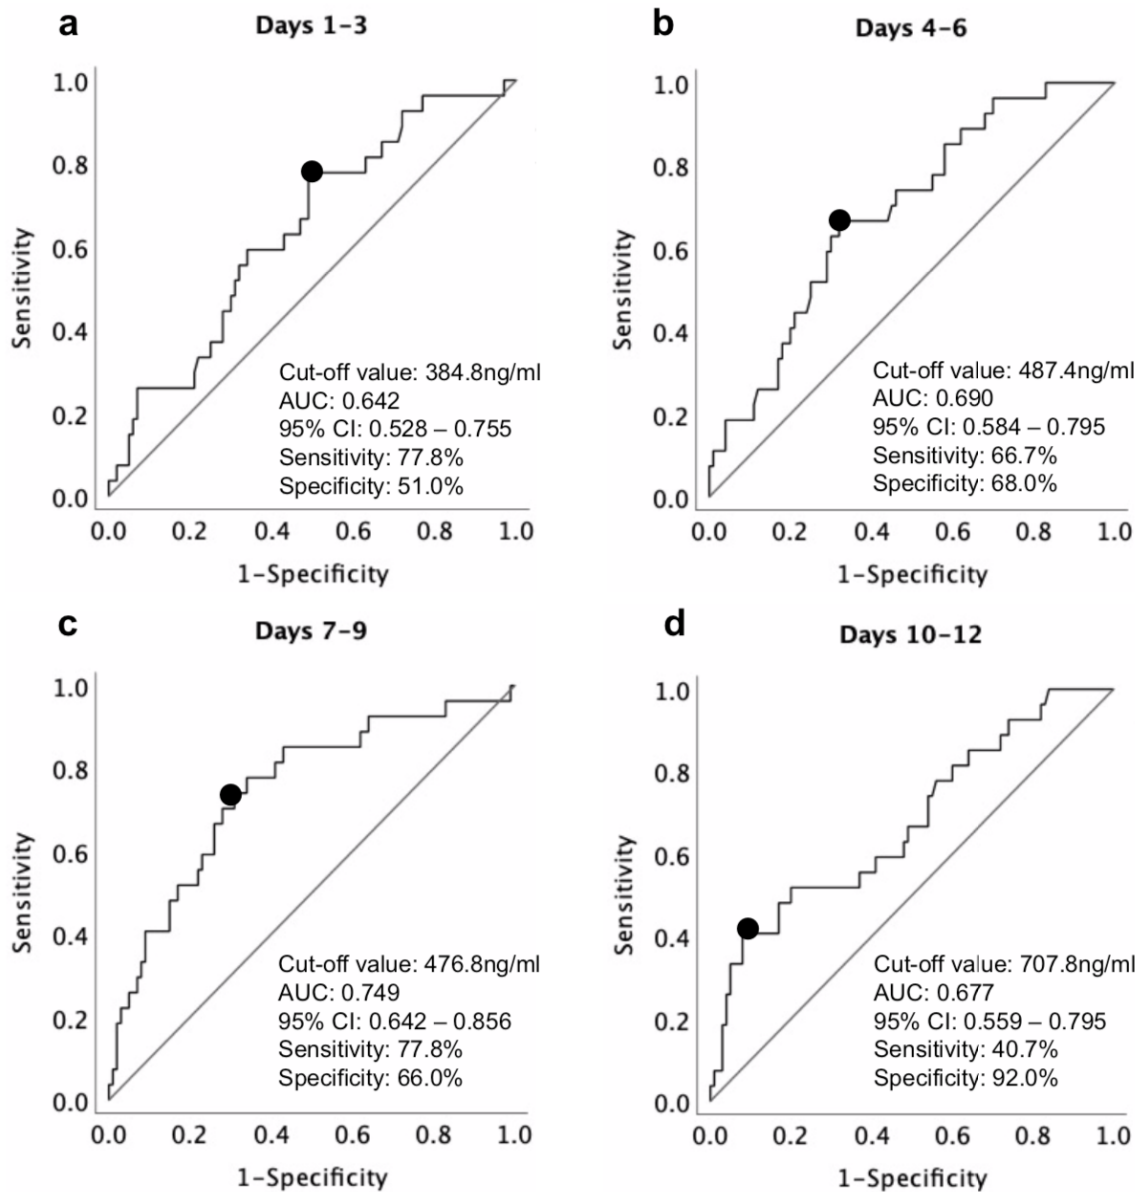 a
Days 1–3
1.0
0.8
0.6
0.4
0.2
0.0
Sensitivity
Cut-off value: 384.8ng/ml
AUC: 0.642
95% CI: 0.528 – 0.755
Sensitivity: 77.8%
Specificity: 51.0%
0.0 0.2 0.4 0.6 0.8 1.0
1-Specificity
b
Days 4–6
1.0
0.8
0.6
0.4
0.2
0.0
Sensitivity
Cut-off value: 487.4ng/ml
AUC: 0.690
95% CI: 0.584 – 0.795
Sensitivity: 66.7%
Specificity: 68.0%
0.0 0.2 0.4 0.6 0.8 1.0
1-Specificity
c
Days 7–9
1.0
0.8
0.6
0.4
0.2
0.0
Sensitivity
Cut-off value: 476.8ng/ml
AUC: 0.749
95% CI: 0.642 – 0.856
Sensitivity: 77.8%
Specificity: 66.0%
0.0 0.2 0.4 0.6 0.8 1.0
1-Specificity
d
Days 10–12
1.0
0.8
0.6
0.4
0.2
0.0
Sensitivity
Cut-off value: 707.8ng/ml
AUC: 0.677
95% CI: 0.559 – 0.795
Sensitivity: 40.7%
Specificity: 92.0%
0.0 0.2 0.4 0.6 0.8 1.0
1-Specificity